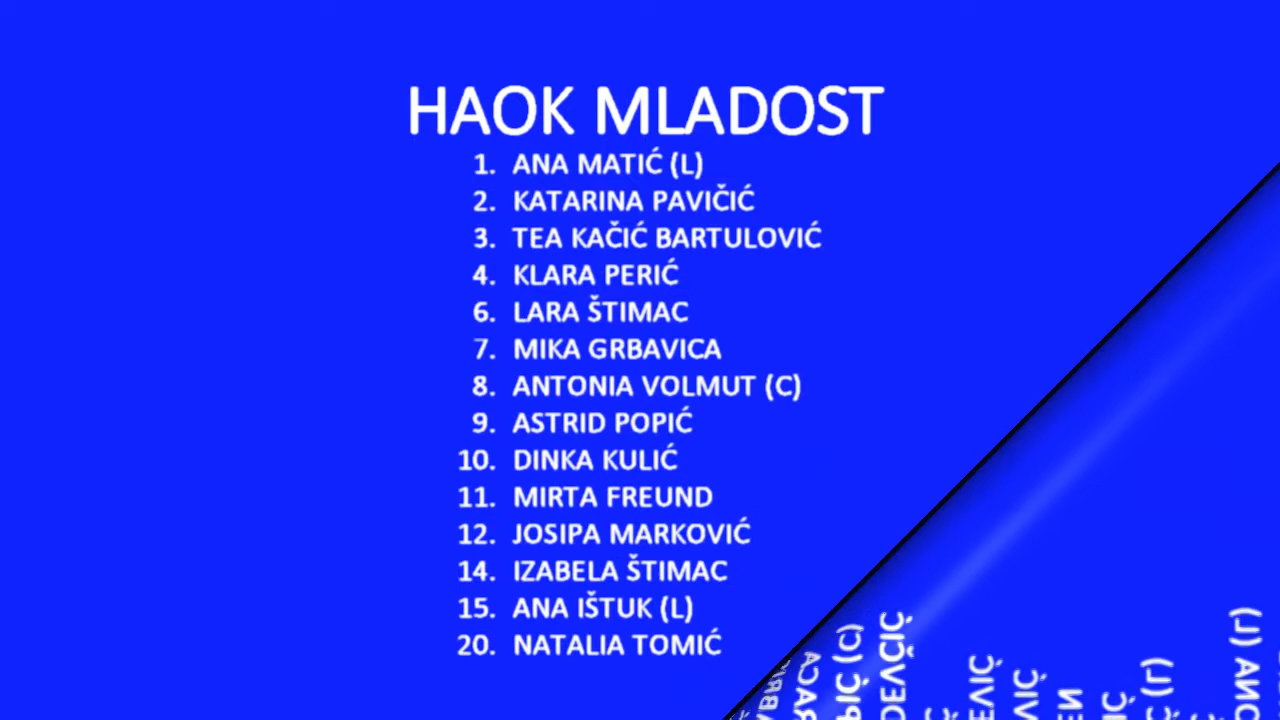 HAOK MLADOST
1. ANA MATIĆ (L)
2. KATARINA PAVIČIĆ
3. TEA KAČIĆ BARTULOVIĆ
4. KLARA PERIĆ
6. LARA ŠTIMAC
7. MIKA GRBAVICA
8. ANTONIA VOLMUT (C)
9. ASTRID POPIĆ
10. DINKA KULIĆ
11. MIRTA FREUND
12. JOSIPA MARKOVIĆ
14. IZABELA ŠTIMAC
15. ANA IŠTUK (L)
20. NATALIA TOMIĆ